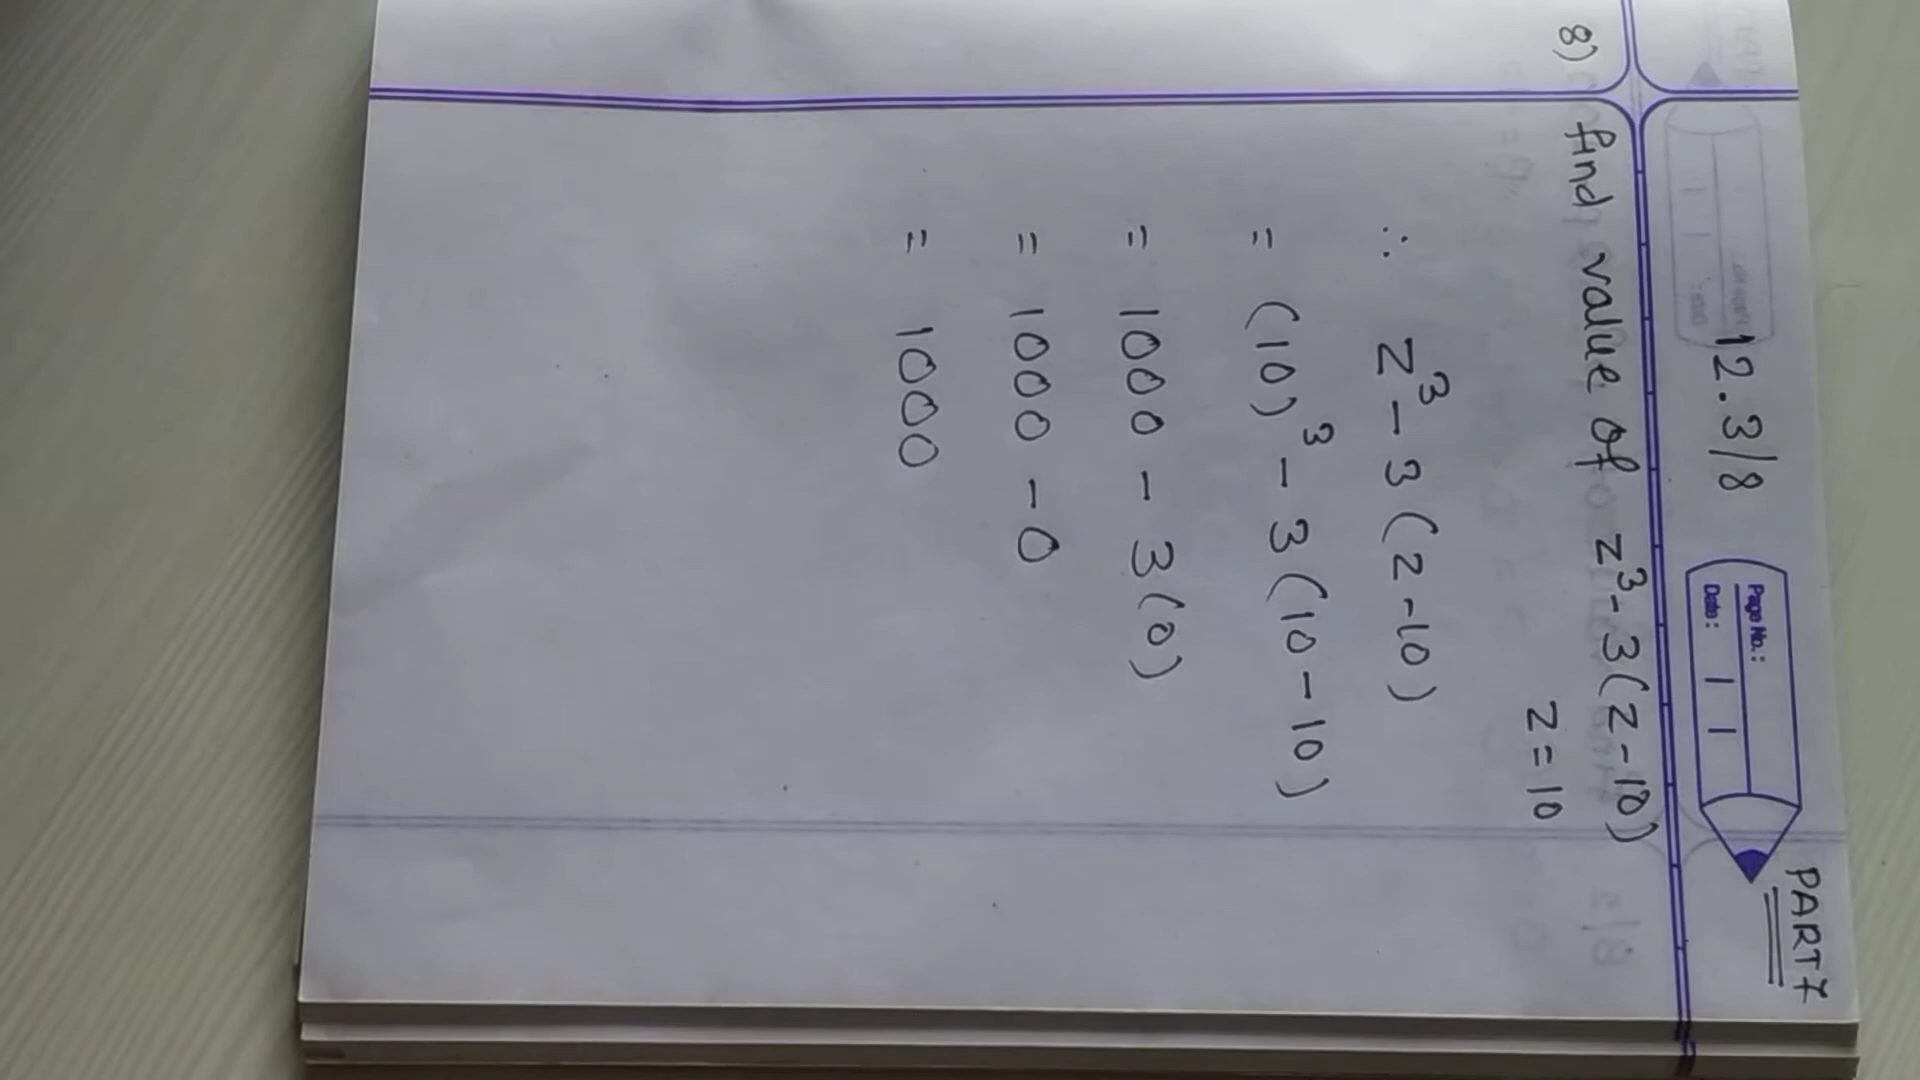 PART 7
12.3/8
Page No.:
Date:
8) find value of z³-3(z-10)
z=10
∴ z³-3(z-10)
= (10)³-3(10-10)
= 1000 - 3(0)
= 1000 - 0
= 1000